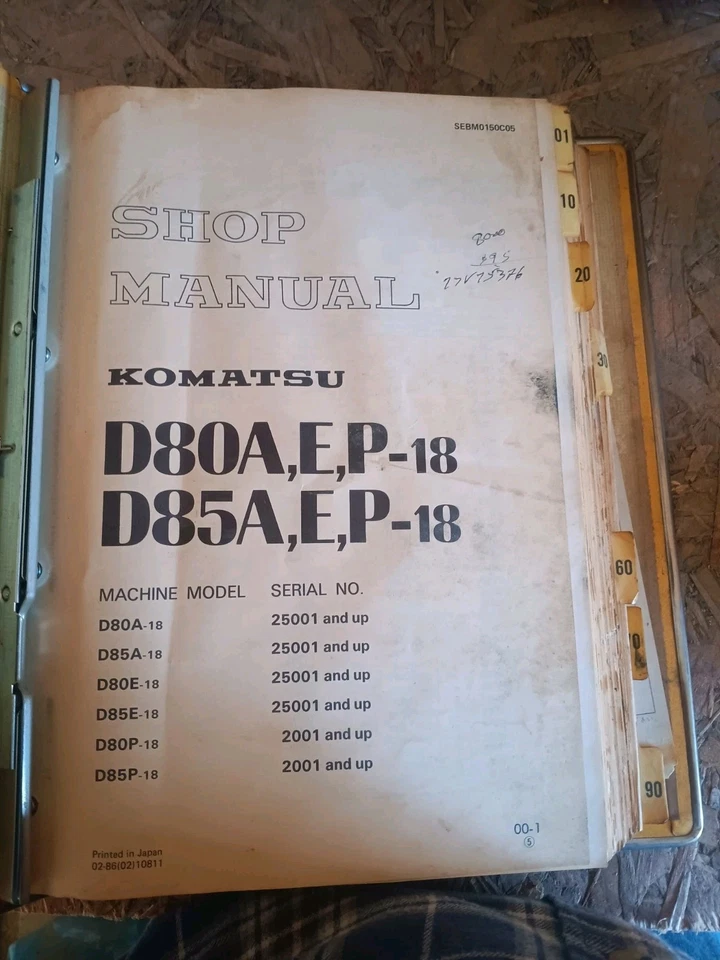 SEBM0150C05
SHOP
MANUAL
KOMATSU
D80A,E,P-18
D85A,E,P-18
MACHINE MODEL SERIAL NO.
D80A-18 25001 and up
D85A-18 25001 and up
D80E-18 25001 and up
D85E-18 25001 and up
D80P-18 2001 and up
D85P-18 2001 and up
00-1
⑤
Printed in Japan
02-86(02)10811
01
10
20
30
60
90